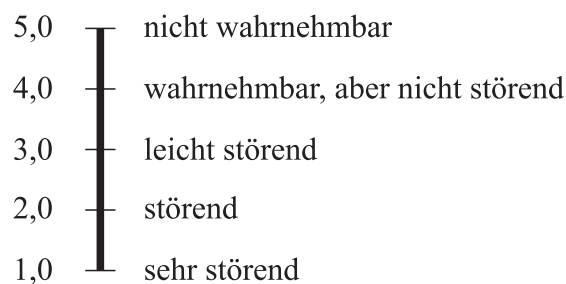 5,0 nicht wahrnehmbar
4,0 wahrnehmbar, aber nicht störend
3,0 leicht störend
2,0 störend
1,0 sehr störend